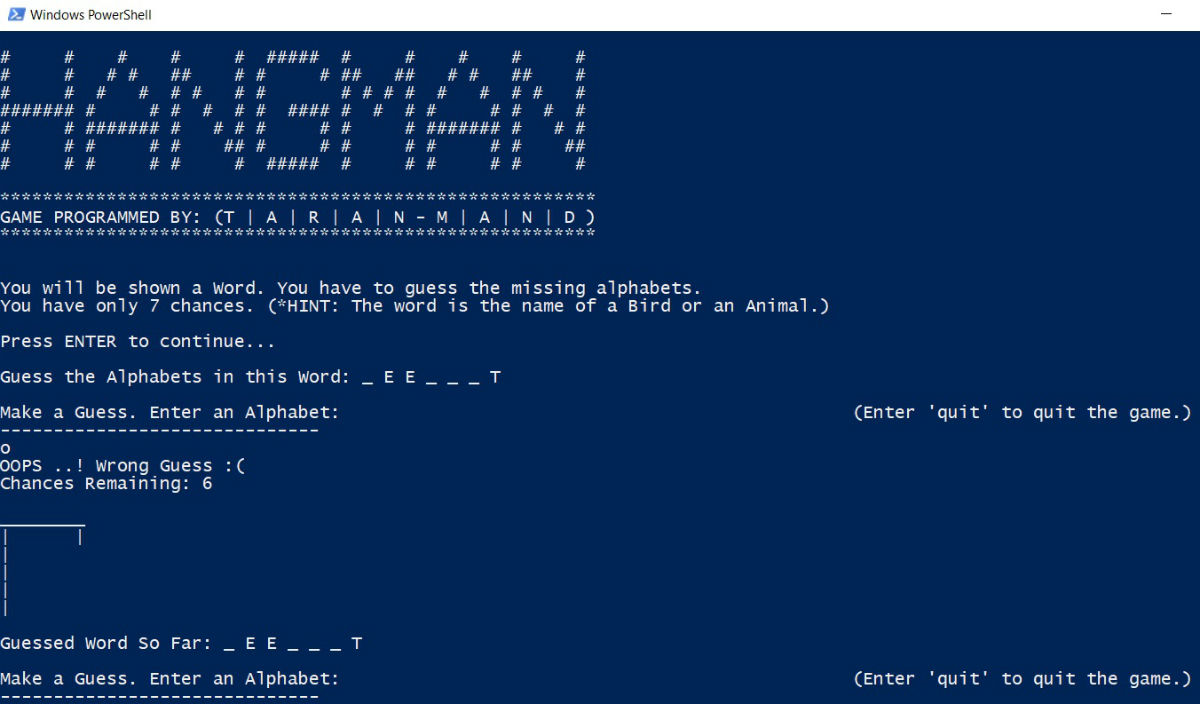 Windows PowerShell
HANGMAN
*********************************************************
GAME PROGRAMMED BY: (T | A | R | A | N - M | A | N | D )
*********************************************************
You will be shown a Word. You have to guess the missing alphabets.
You have only 7 chances. (*HINT: The word is the name of a Bird or an Animal.)
Press ENTER to continue...
Guess the Alphabets in this Word: _ E E _ _ _ T
Make a Guess. Enter an Alphabet: (Enter 'quit' to quit the game.)
------------------------------
o
OOPS ..! Wrong Guess :(
Chances Remaining: 6
Guessed Word So Far: _ E E _ _ _ T
Make a Guess. Enter an Alphabet: (Enter 'quit' to quit the game.)
------------------------------